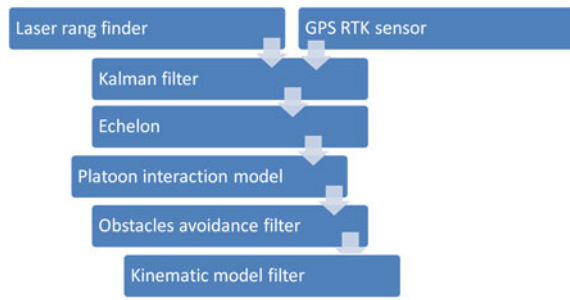 Laser rang finder
GPS RTK sensor
Kalman filter
Echelon
Platoon interaction model
Obstacles avoidance filter
Kinematic model filter